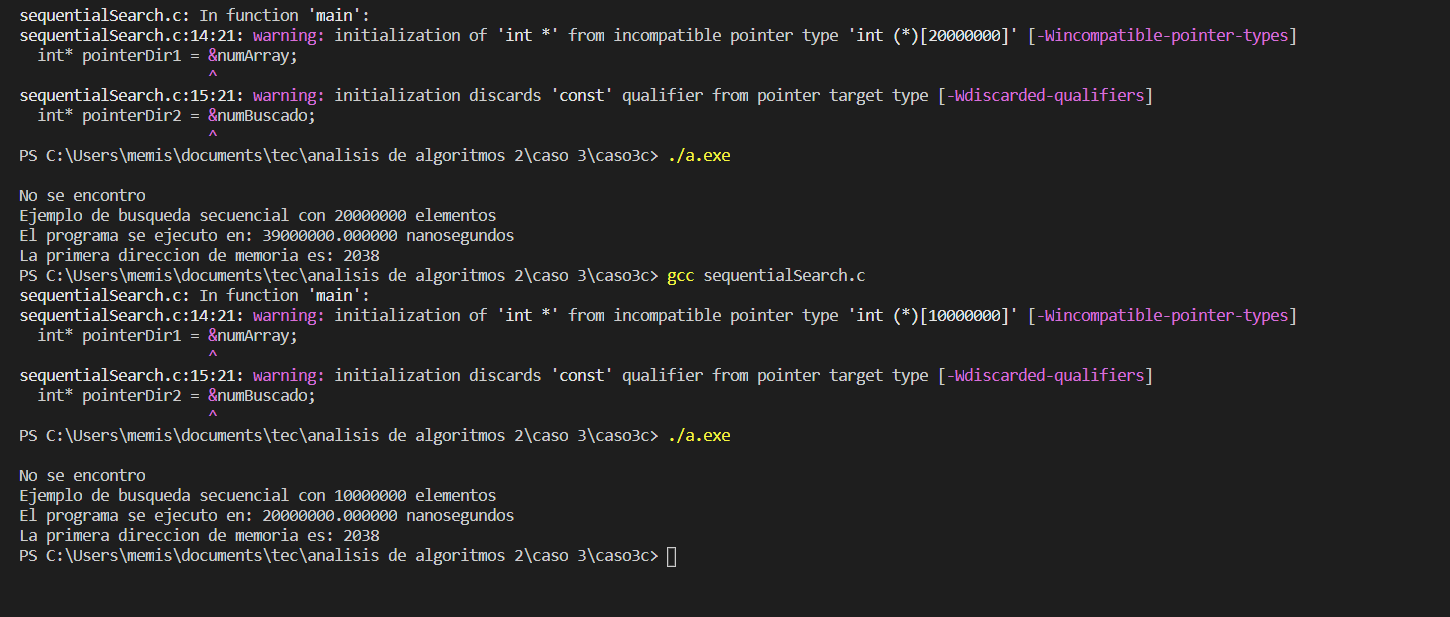 sequentialSearch.c: In function 'main':
sequentialSearch.c:14:21: warning: initialization of 'int *' from incompatible pointer type 'int (*)[20000000]' [-Wincompatible-pointer-types]
  int* pointerDir1 = &numArray;
                     ^
sequentialSearch.c:15:21: warning: initialization discards 'const' qualifier from pointer target type [-Wdiscarded-qualifiers]
  int* pointerDir2 = &numBuscado;
                     ^
PS C:\Users\memis\documents\tec\analisis de algoritmos 2\caso 3\caso3c> ./a.exe

No se encontro
Ejemplo de busqueda secuencial con 20000000 elementos
El programa se ejecuto en: 39000000.000000 nanosegundos
La primera direccion de memoria es: 2038
PS C:\Users\memis\documents\tec\analisis de algoritmos 2\caso 3\caso3c> gcc sequentialSearch.c
sequentialSearch.c: In function 'main':
sequentialSearch.c:14:21: warning: initialization of 'int *' from incompatible pointer type 'int (*)[10000000]' [-Wincompatible-pointer-types]
  int* pointerDir1 = &numArray;
                     ^
sequentialSearch.c:15:21: warning: initialization discards 'const' qualifier from pointer target type [-Wdiscarded-qualifiers]
  int* pointerDir2 = &numBuscado;
                     ^
PS C:\Users\memis\documents\tec\analisis de algoritmos 2\caso 3\caso3c> ./a.exe

No se encontro
Ejemplo de busqueda secuencial con 10000000 elementos
El programa se ejecuto en: 20000000.000000 nanosegundos
La primera direccion de memoria es: 2038
PS C:\Users\memis\documents\tec\analisis de algoritmos 2\caso 3\caso3c>